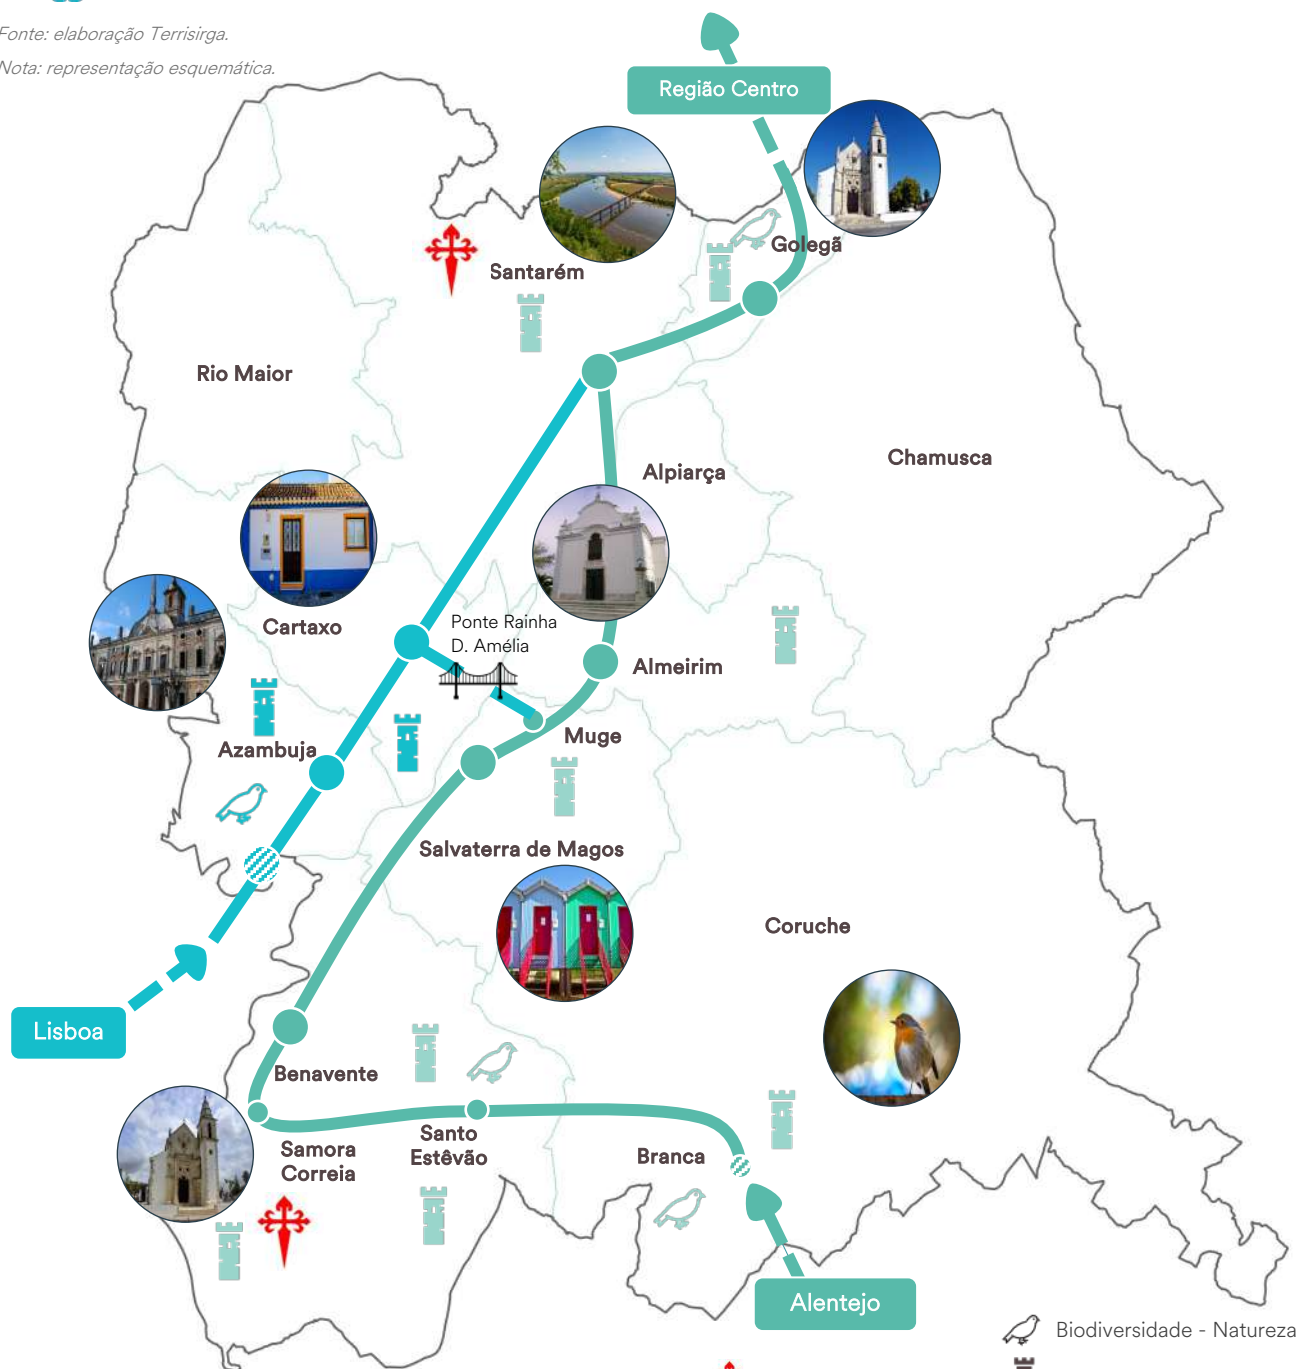 Fonte: elaboração Terrisirga.
Nota: representação esquemática.
Região Centro
Golegã
Santarém
Rio Maior
Chamusca
Alpiarça
Ponte Rainha
D. Amélia
Cartaxo
Almeirim
Muge
Azambuja
Salvaterra de Magos
Coruche
Lisboa
Benavente
Santo
Estêvão
Samora
Correia
Branca
Alentejo
Biodiversidade - Natureza